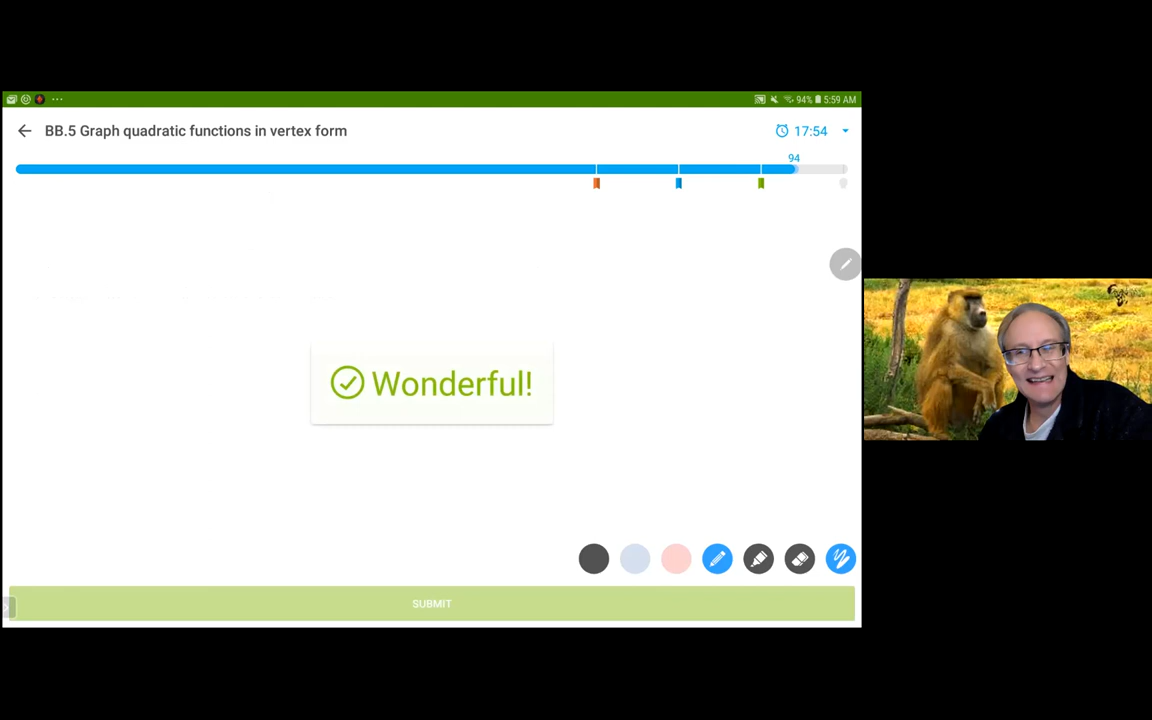 94% 5:59 AM
BB.5 Graph quadratic functions in vertex form
17:54
94
Wonderful!
SUBMIT